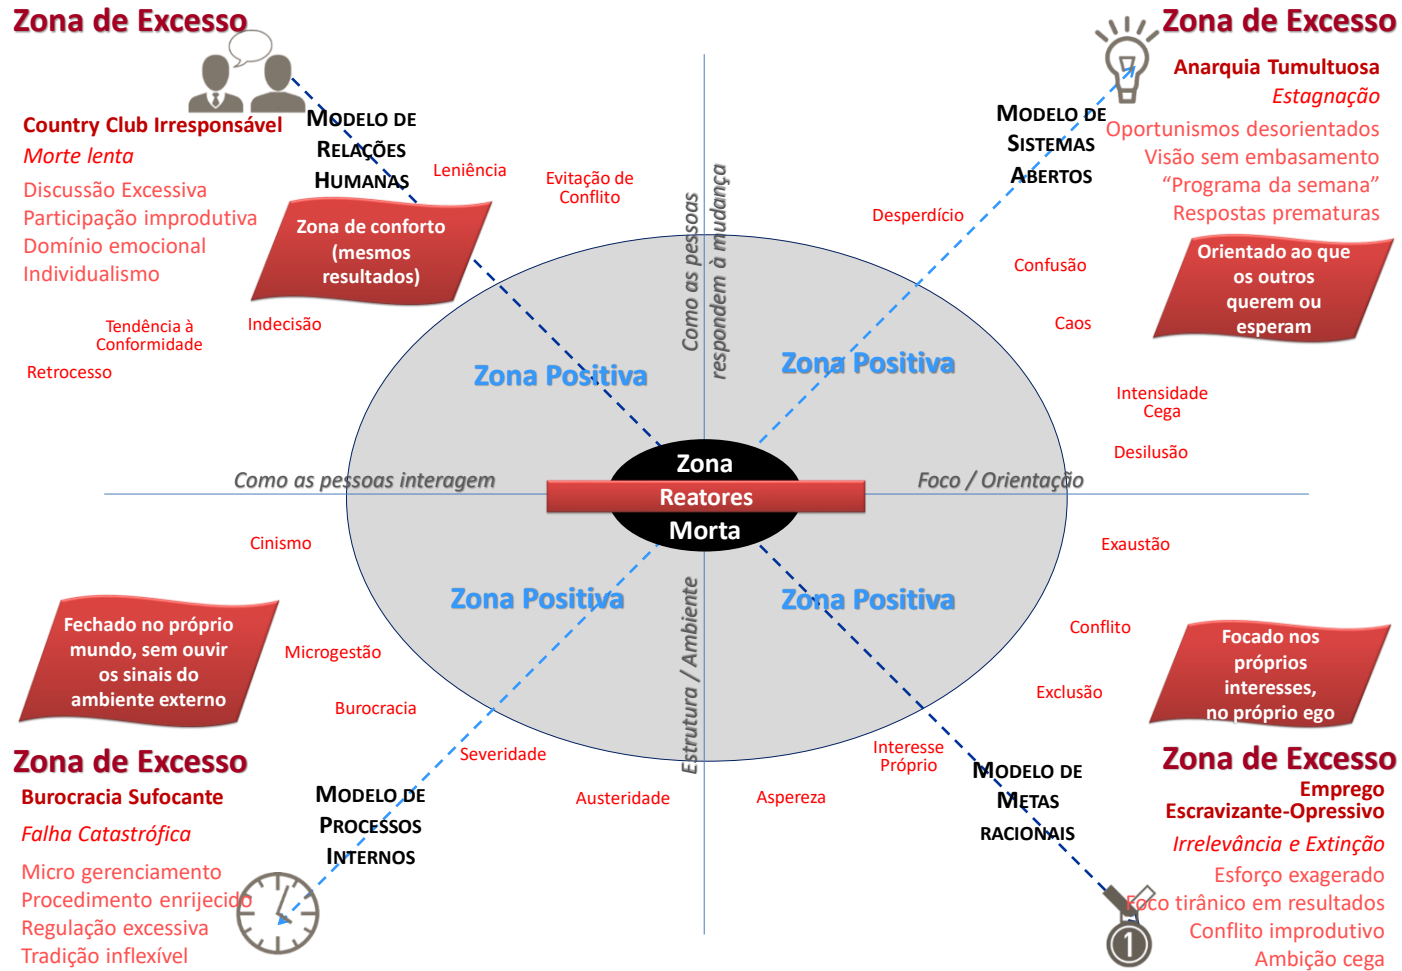 Zona de Excesso
Country Club Irresponsável
Morte lenta
Discussão Excessiva
Participação improdutiva
Domínio emocional
Individualismo
MODELO DE
RELAÇÕES
HUMANAS
Zona de conforto
(mesmos
resultados)
Leniência
Evitação de
Conflito
Indecisão
Tendência à
Conformidade
Retrocesso
Zona de Excesso
Anarquia Tumultuosa
Estagnação
Oportunismos desorientados
Visão sem embasamento
“Programa da semana”
Respostas prematuras
MODELO DE
SISTEMAS
ABERTOS
Orientado ao que
os outros
querem ou
esperam
Desperdício
Confusão
Caos
Intensidade
Cega
Desilusão
Como as pessoas
respondem à mudança
Zona Positiva
Zona Positiva
Como as pessoas interagem
Foco / Orientação
Zona
Reatores
Morta
Zona Positiva
Zona Positiva
Estrutura / Ambiente
Cinismo
Fechado no próprio
mundo, sem ouvir
os sinais do
ambiente externo
Microgestão
Burocracia
Severidade
Austeridade
Zona de Excesso
Burocracia Sufocante
Falha Catastrófica
Micro gerenciamento
Procedimento enrijecido
Regulação excessiva
Tradição inflexível
MODELO DE
PROCESSOS
INTERNOS
Exaustão
Conflito
Exclusão
Interesse
Próprio
Aspereza
Focado nos
próprios
interesses,
no próprio ego
MODELO DE
METAS
RACIONAIS
Zona de Excesso
Emprego
Escravizante-Opressivo
Irrelevância e Extinção
Esforço exagerado
Foco tirânico em resultados
Conflito improdutivo
Ambição cega
1